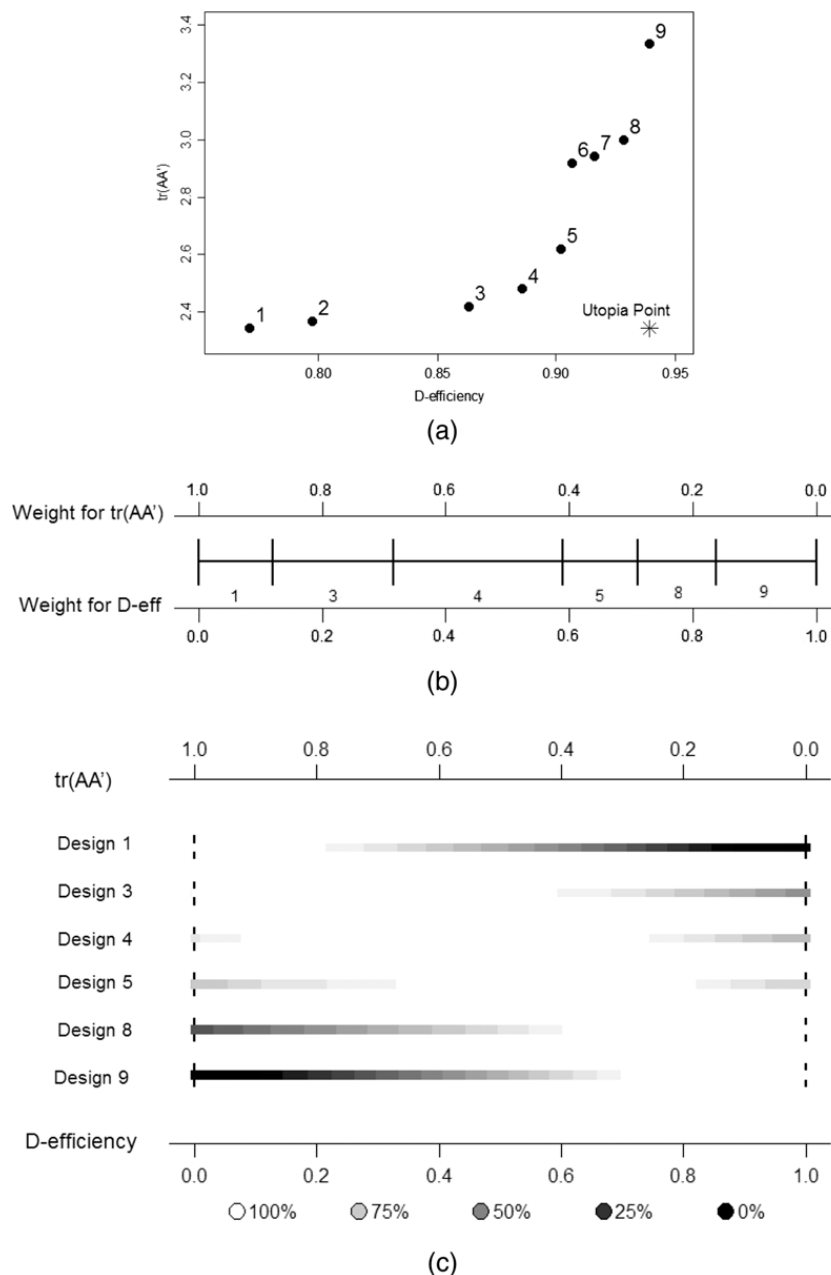 3.4
3.2
3.0
2.8
2.6
2.4
tr(AA')
9
8
7
6
5
4
3
2
1
Utopia Point
0.80 0.85 0.90 0.95
D-efficiency
(a)
1.0 0.8 0.6 0.4 0.2 0.0
Weight for tr(AA')
1 3 4 5 8 9
Weight for D-eff
0.0 0.2 0.4 0.6 0.8 1.0
(b)
1.0 0.8 0.6 0.4 0.2 0.0
tr(AA')
Design 1
Design 3
Design 4
Design 5
Design 8
Design 9
D-efficiency
0.0 0.2 0.4 0.6 0.8 1.0
100% 75% 50% 25% 0%
(c)